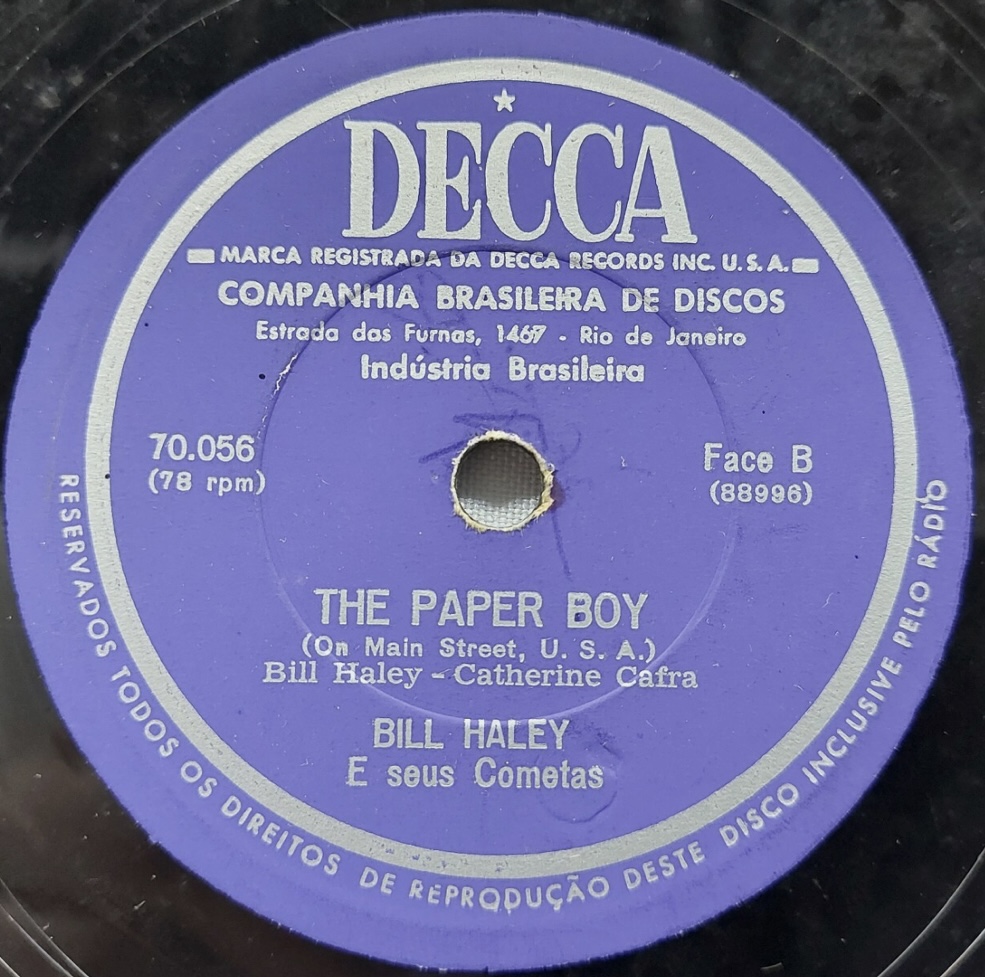 DECCA
MARCA REGISTRADA DA DECCA RECORDS INC. U. S. A.
COMPANHIA BRASILEIRA DE DISCOS
Estrada das Furnas, 1467 - Rio de Janeiro
Indústria Brasileira
70.056
(78 rpm)
Face B
(88996)
THE PAPER BOY
(On Main Street, U. S. A.)
Bill Haley - Catherine Cafra
BILL HALEY
E seus Cometas
RESERVADOS TODOS OS DIREITOS DE REPRODUÇÃO DESTE DISCO INCLUSIVE PELO RÁDIO